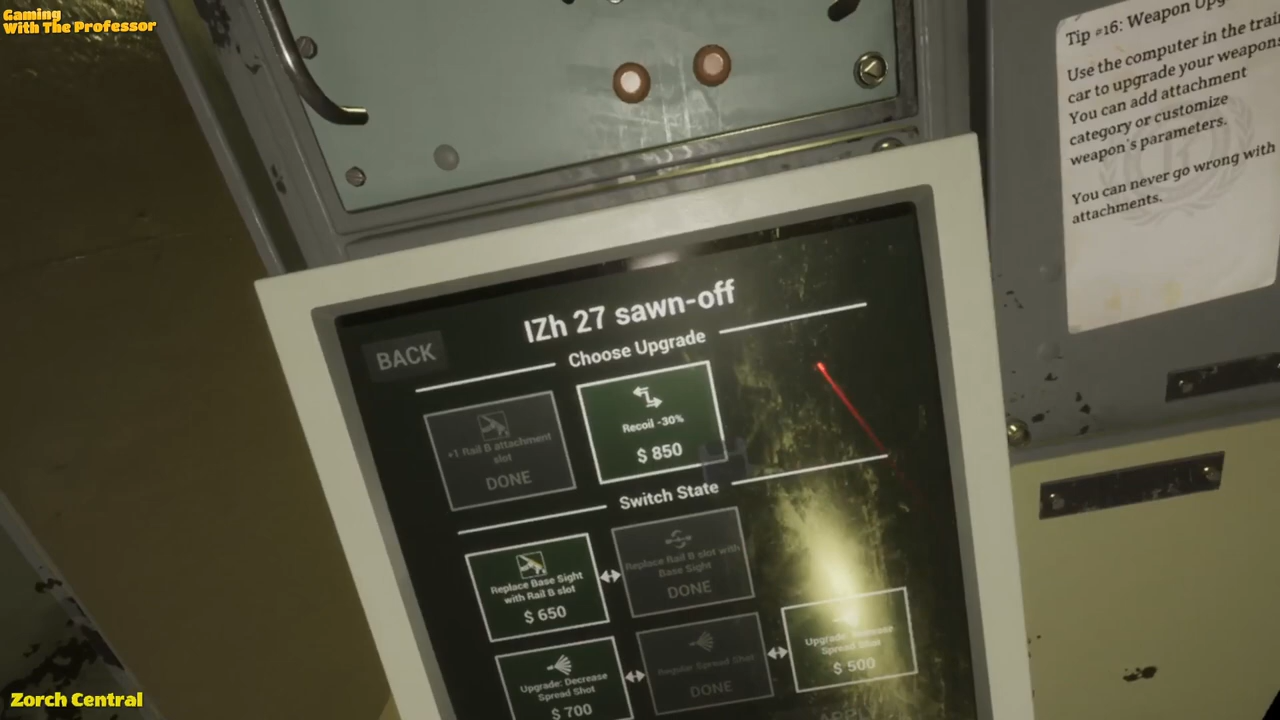 Gaming
With The Professor
Tip #16: Weapon Upg
Use the computer in the trai
car to upgrade your weapons
You can add attachment
category or customize
weapon's parameters.
You can never go wrong with
attachments.
IZh 27 sawn-off
BACK
Choose Upgrade
+1 Rail B attachment
slot
DONE
Recoil -30%
$ 850
Switch State
Replace Base Sight
with Rail B slot
$ 650
Replace Rail B slot with
Base Sight
DONE
Upgrade: Decrease
Spread Shot
$ 700
Regular Spread Shot
DONE
Upgrade:
Spread Shot
$ 500
Zorch Central